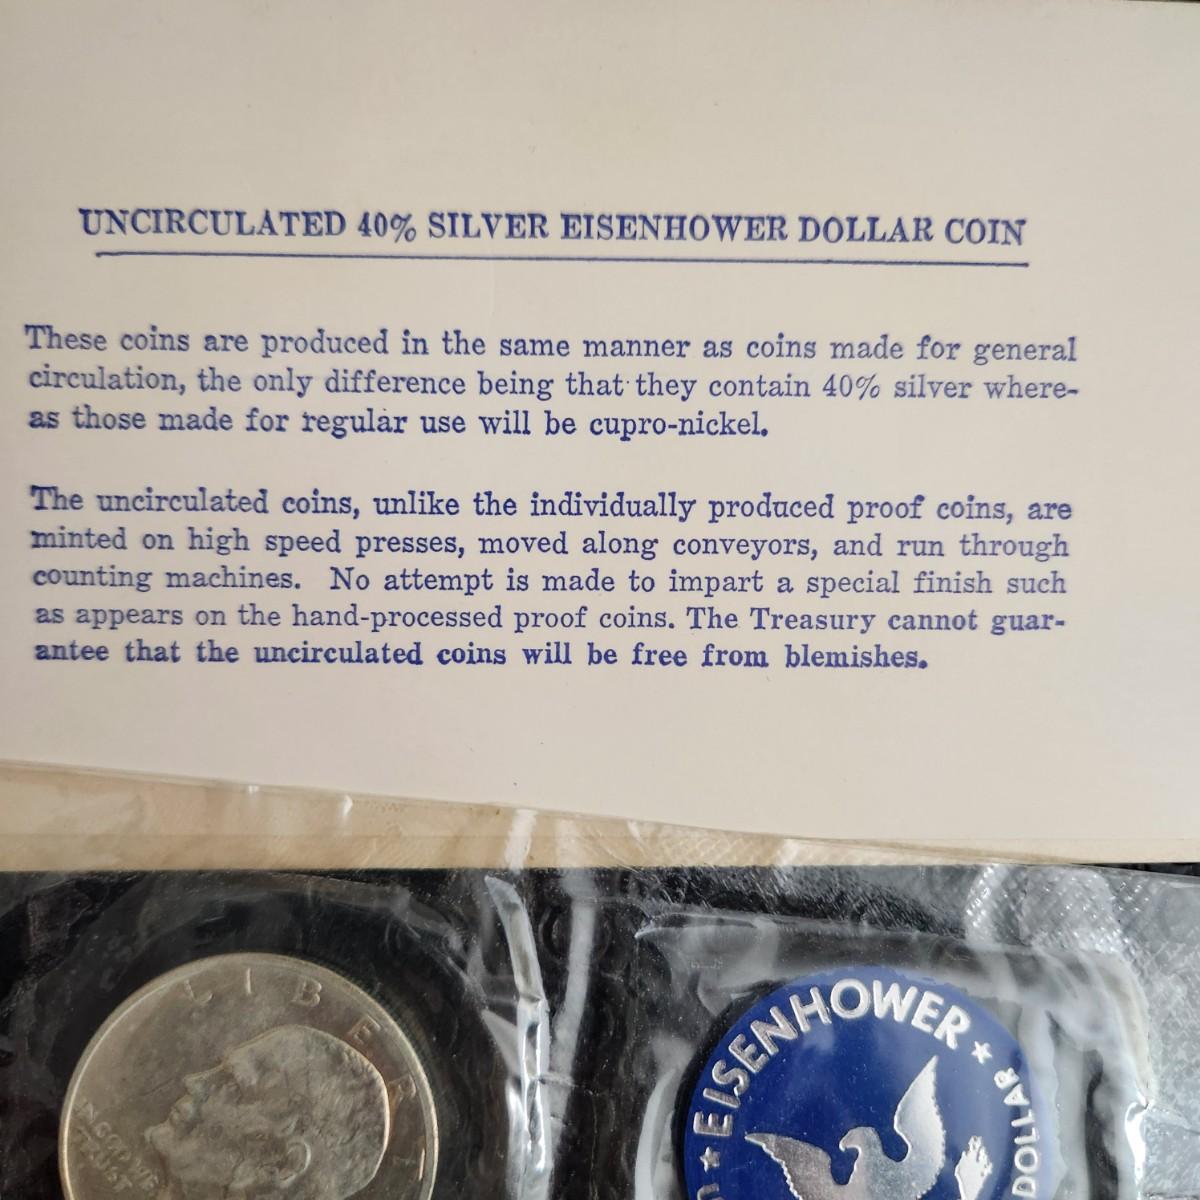 UNCIRCULATED 40% SILVER EISENHOWER DOLLAR COIN
These coins are produced in the same manner as coins made for general
circulation, the only difference being that they contain 40% silver where-
as those made for regular use will be cupro-nickel.
The uncirculated coins, unlike the individually produced proof coins, are
minted on high speed presses, moved along conveyors, and run through
counting machines. No attempt is made to impart a special finish such
as appears on the hand-processed proof coins. The Treasury cannot guar-
antee that the uncirculated coins will be free from blemishes.
LIBERT
IN GOD WE
TRUST
★ EISENHOWER ★
DOLLAR